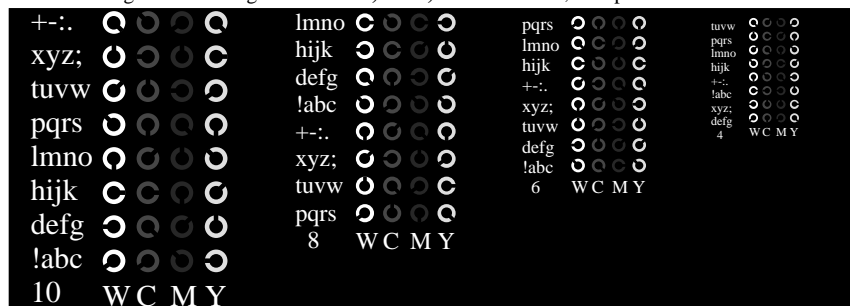 +-:.
xyz;
tuvw
pqrs
lmno
hijk
defg
!abc
10 W C M Y
lmno
hijk
defg
!abc
+-:.
xyz;
tuvw
pqrs
8 W C M Y
pqrs
lmno
hijk
+-:.
xyz;
tuvw
defg
!abc
6 W C M Y
tuvw
pqrs
lmno
hijk
+-:.
!abc
xyz;
defg
4 W C M Y